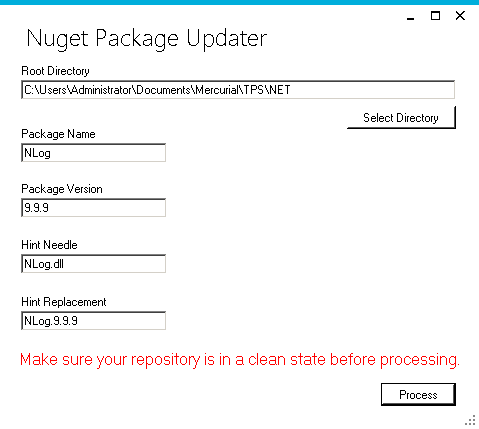 Nuget Package Updater
Root Directory
C:\Users\Administrator\Documents\Mercurial\TPS\NET
Select Directory
Package Name
NLog
Package Version
9.9.9
Hint Needle
NLog.dll
Hint Replacement
NLog.9.9.9
Make sure your repository is in a clean state before processing.
Process